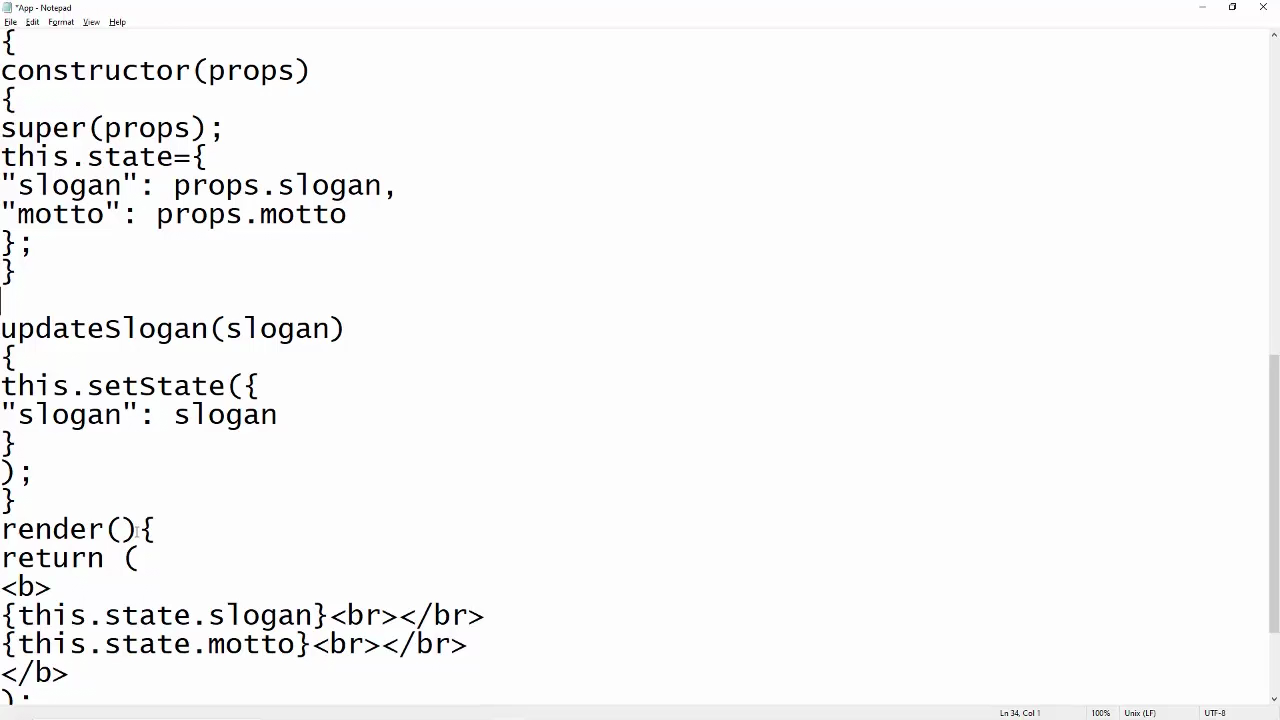 *App - Notepad
File Edit Format View Help
{
constructor(props)
{
super(props);
this.state={
"slogan": props.slogan,
"motto": props.motto
};
}
updateSlogan(slogan)
{
this.setState({
"slogan": slogan
}
);
}
render(){
return (
<b>
{this.state.slogan}<br></br>
{this.state.motto}<br></br>
</b>
);
Ln 34, Col 1 100% Unix (LF) UTF-8